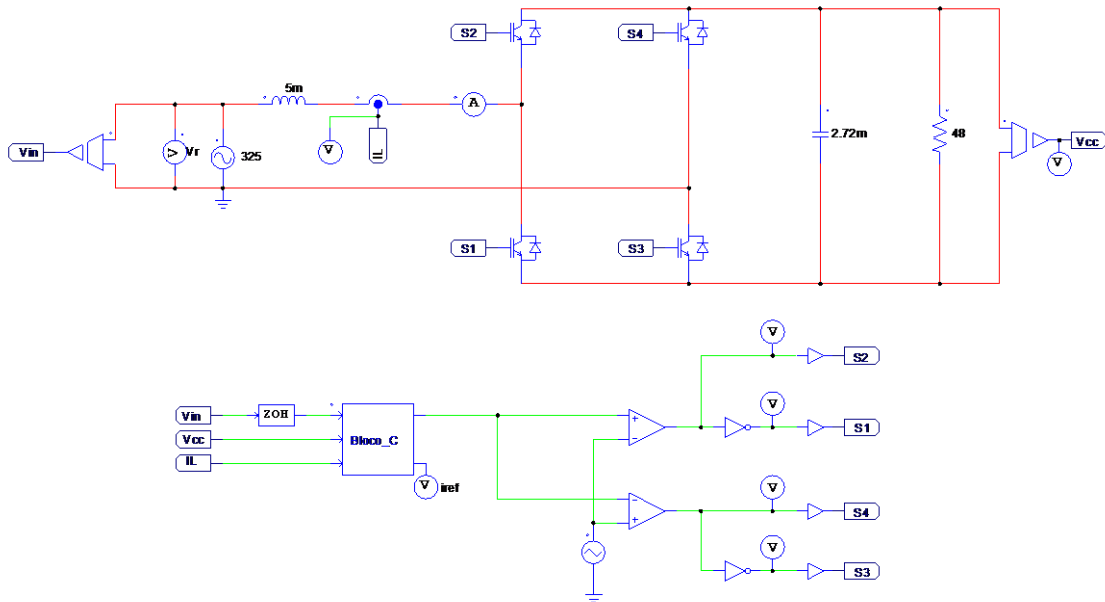 S2
S4
5m
A
Vin
V
Vr
325
V
IL
2.72m
48
Vcc
V
S1
S3
V
S2
Vin
ZOH
V
Vcc
Bloco_C
+
-
S1
IL
V
iref
V
-
+
S4
V
S3